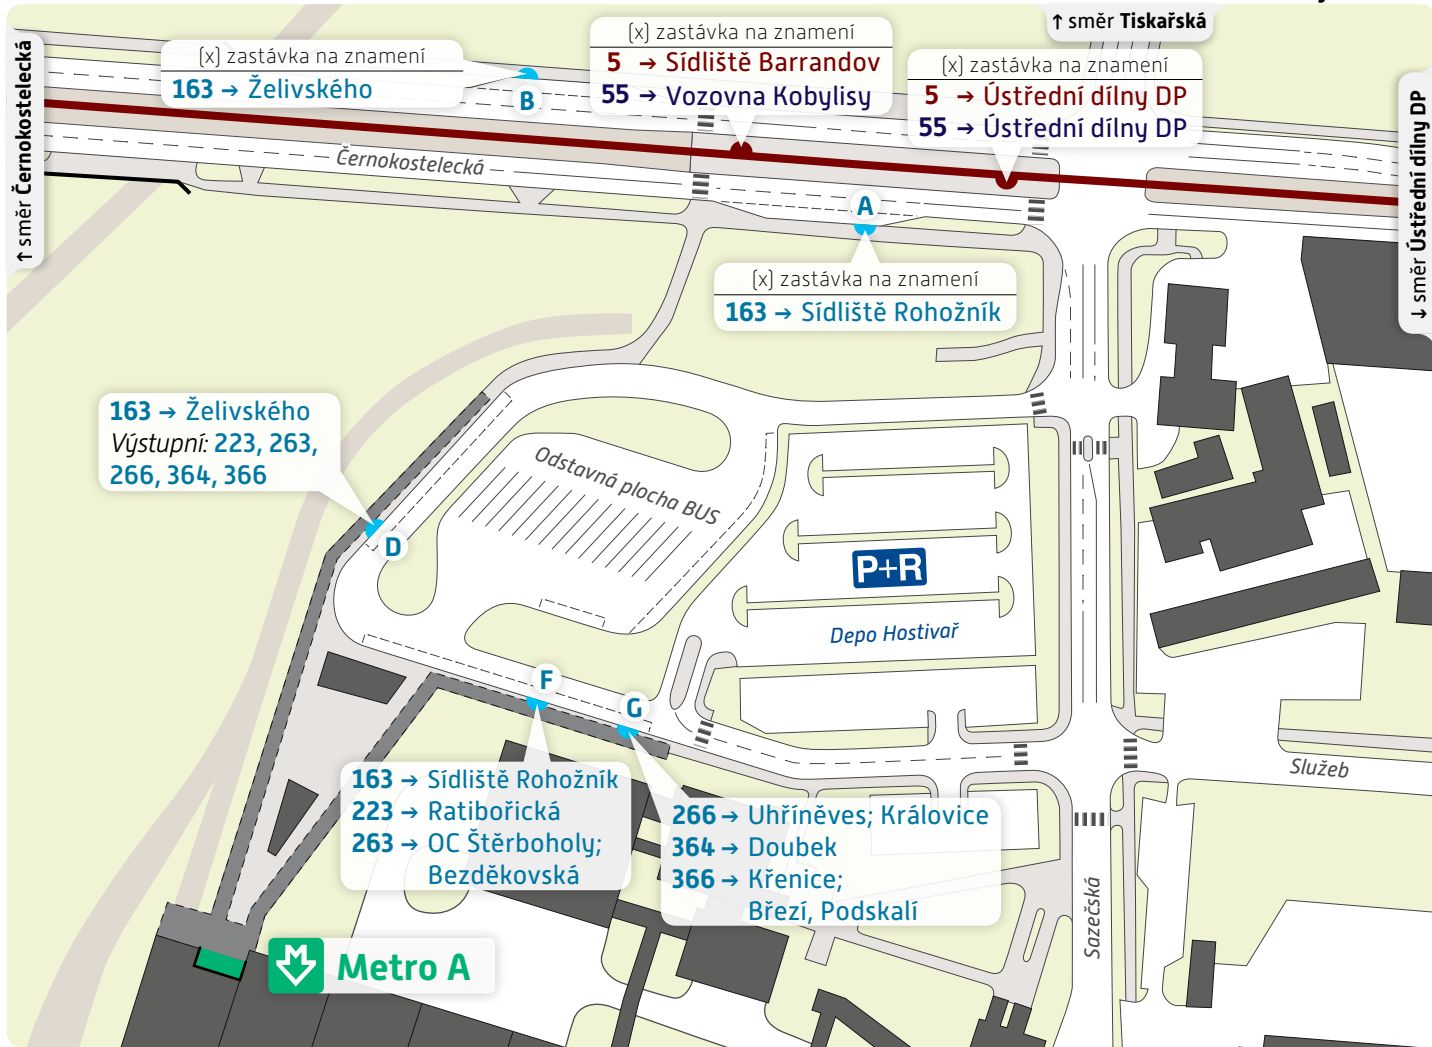 ↑ směr Tiskařská
↑ směr Černokostelecká
(x) zastávka na znamení
163 → Želivského
B
(x) zastávka na znamení
5 → Sídliště Barrandov
55 → Vozovna Kobylisy
(x) zastávka na znamení
5 → Ústřední dílny DP
55 → Ústřední dílny DP
↓ směr Ústřední dílny DP
Černokostelecká
A
(x) zastávka na znamení
163 → Sídliště Rohožník
163 → Želivského
Výstupní: 223, 263,
266, 364, 366
D
Odstavná plocha BUS
P+R
Depo Hostivař
F
G
163 → Sídliště Rohožník
223 → Ratibořická
263 → OC Štěrboholy;
Bezděkovská
266 → Uhříněves; Královice
364 → Doubek
366 → Křenice;
Březí, Podskalí
Služeb
Sazečská
M Metro A